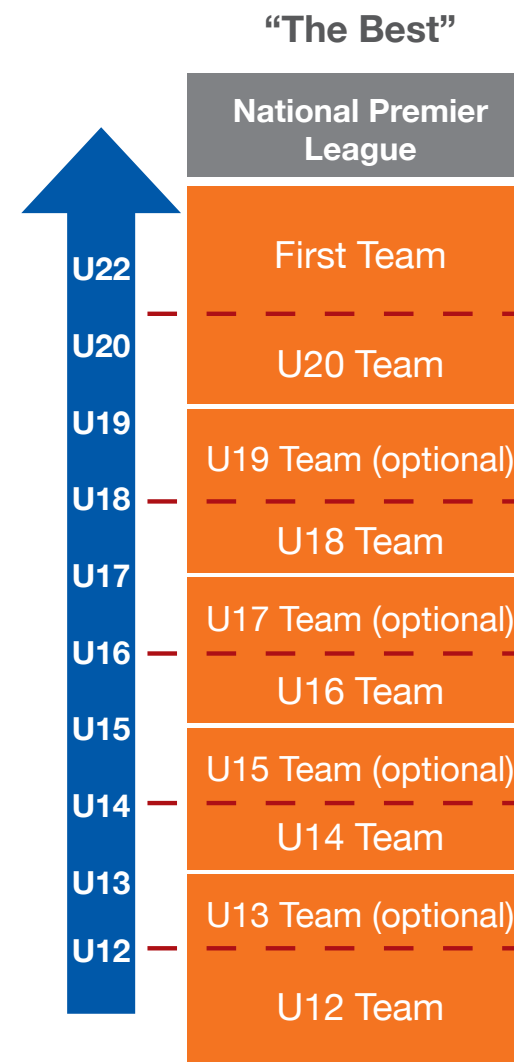 “The Best”
National Premier
League
U22
U20
U19
U18
U17
U16
U15
U14
U13
U12
First Team
U20 Team
U19 Team (optional)
U18 Team
U17 Team (optional)
U16 Team
U15 Team (optional)
U14 Team
U13 Team (optional)
U12 Team